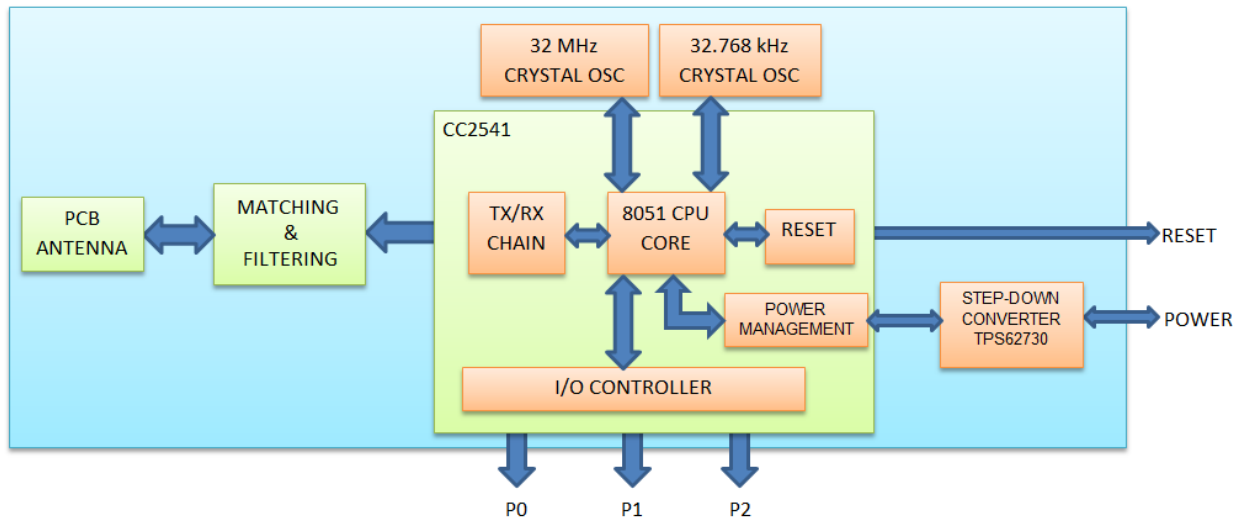 32 MHz
CRYSTAL OSC
32.768 kHz
CRYSTAL OSC
CC2541
PCB
ANTENNA
MATCHING
&
FILTERING
TX/RX
CHAIN
8051 CPU
CORE
RESET
RESET
POWER
MANAGEMENT
STEP-DOWN
CONVERTER
TPS62730
POWER
I/O CONTROLLER
P0
P1
P2